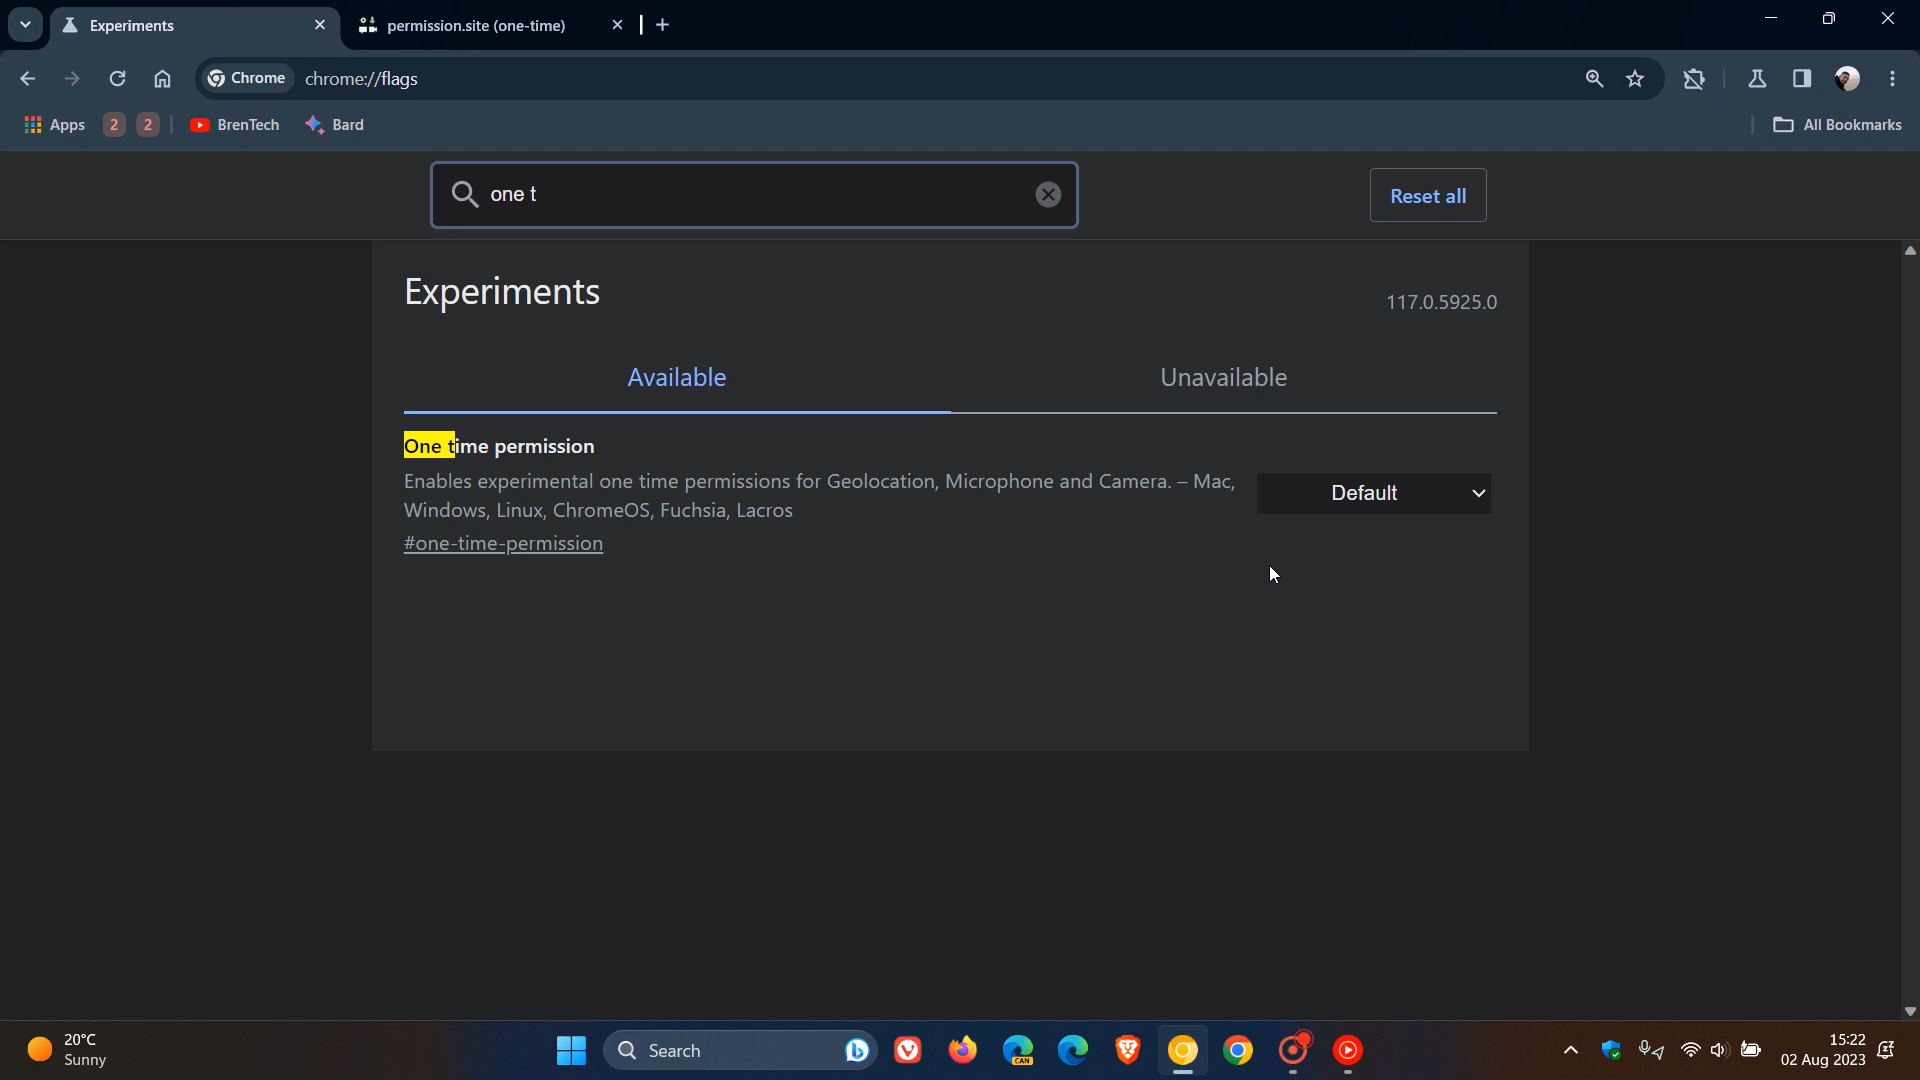 Experiments
permission.site (one-time)
Chrome
chrome://flags
Apps
2
2
BrenTech
Bard
All Bookmarks
one t
Reset all
Experiments
117.0.5925.0
Available
Unavailable
One time permission
Enables experimental one time permissions for Geolocation, Microphone and Camera. – Mac,
Windows, Linux, ChromeOS, Fuchsia, Lacros
Default
#one-time-permission
20°C
Sunny
Search
CAN
15:22
02 Aug 2023